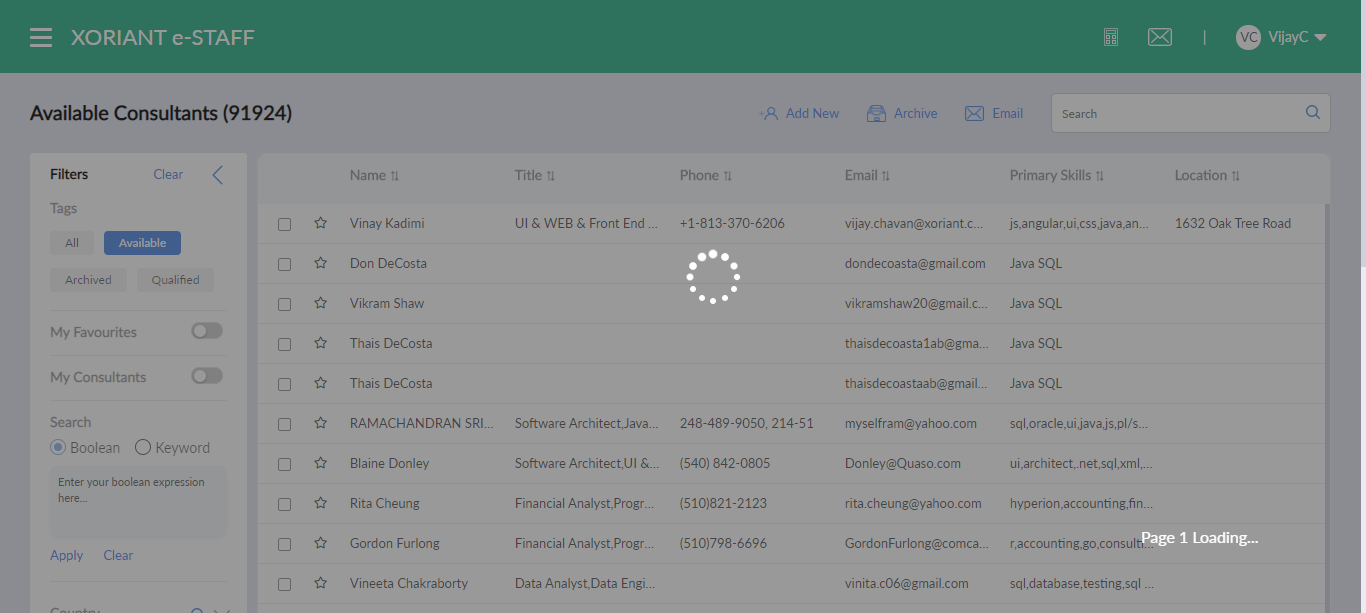 XORIANT e-STAFF
| VC VijayC
Available Consultants (91924)
Add New Archive Email Search
Filters Clear
Tags
All Available
Archived Qualified
My Favourites
My Consultants
Search
Boolean Keyword
Enter your boolean expression
here...
Apply Clear
Country
Name Title Phone Email Primary Skills Location
Vinay Kadimi UI & WEB & Front End ... +1-813-370-6206 vijay.chavan@xoriant.c... js,angular,ui,css,java,an... 1632 Oak Tree Road
Don DeCosta dondecoasta@gmail.com Java SQL
Vikram Shaw vikramshaw20@gmail.c... Java SQL
Thais DeCosta thaisdecoasta1ab@gma... Java SQL
Thais DeCosta thaisdecoastaab@gmail... Java SQL
RAMACHANDRAN SRI... Software Architect,Java... 248-489-9050, 214-51 myselfram@yahoo.com sql,oracle,ui,java,js,pl/s...
Blaine Donley Software Architect,UI &... (540) 842-0805 Donley@Quaso.com ui,architect,.net,sql,xml,...
Rita Cheung Financial Analyst,Progr... (510)821-2123 rita.cheung@yahoo.com hyperion,accounting,fin...
Gordon Furlong Financial Analyst,Progr... (510)798-6696 GordonFurlong@comca... r,accounting,go,consulti...
Page 1 Loading...
Vineeta Chakraborty Data Analyst,Data Engi... vinita.c06@gmail.com sql,database,testing,sql ...